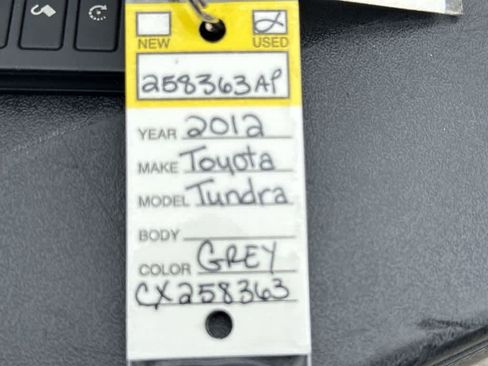 NEW USED
258363AP
YEAR 2012
MAKE Toyota
MODEL Tundra
BODY
COLOR GREY
CX258363